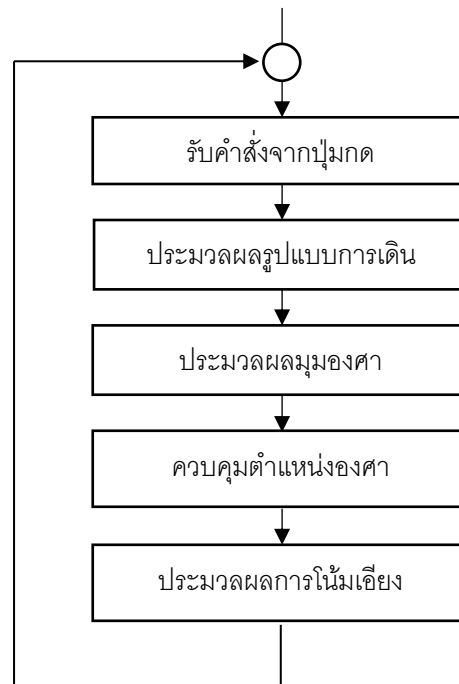 รับคำสั่งจากปุ่มกด
ประมวลผลรูปแบบการเดิน
ประมวลผลมุมองศา
ควบคุมตำแหน่งองศา
ประมวลผลการโน้มเอียง